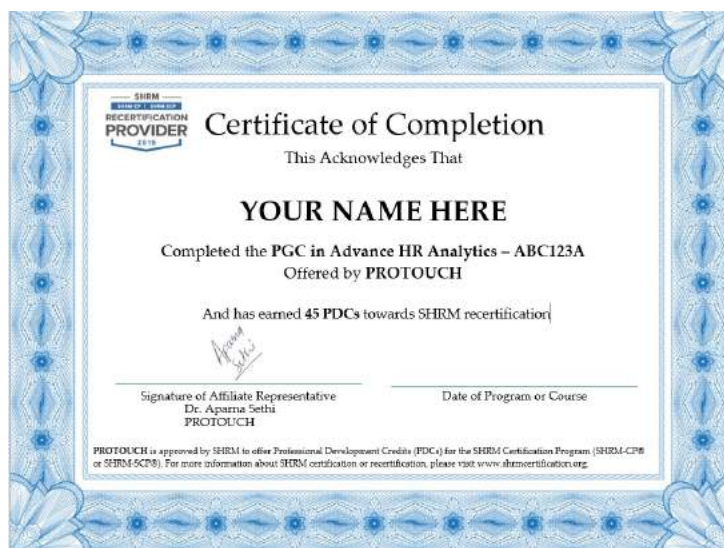 SHRM
SHRM-CP | SHRM-SCP
RECERTIFICATION
PROVIDER
2019
Certificate of Completion
This Acknowledges That
YOUR NAME HERE
Completed the PGC in Advance HR Analytics – ABC123A
Offered by PROTOUCH
And has earned 45 PDCs towards SHRM recertification
Aparna
Sethi
Signature of Affiliate Representative
Date of Program or Course
Dr. Aparna Sethi
PROTOUCH
PROTOUCH is approved by SHRM to offer Professional Development Credits (PDCs) for the SHRM Certification Program (SHRM-CP®
or SHRM-SCP®). For more information about SHRM certification or recertification, please visit www.shrmcertification.org.